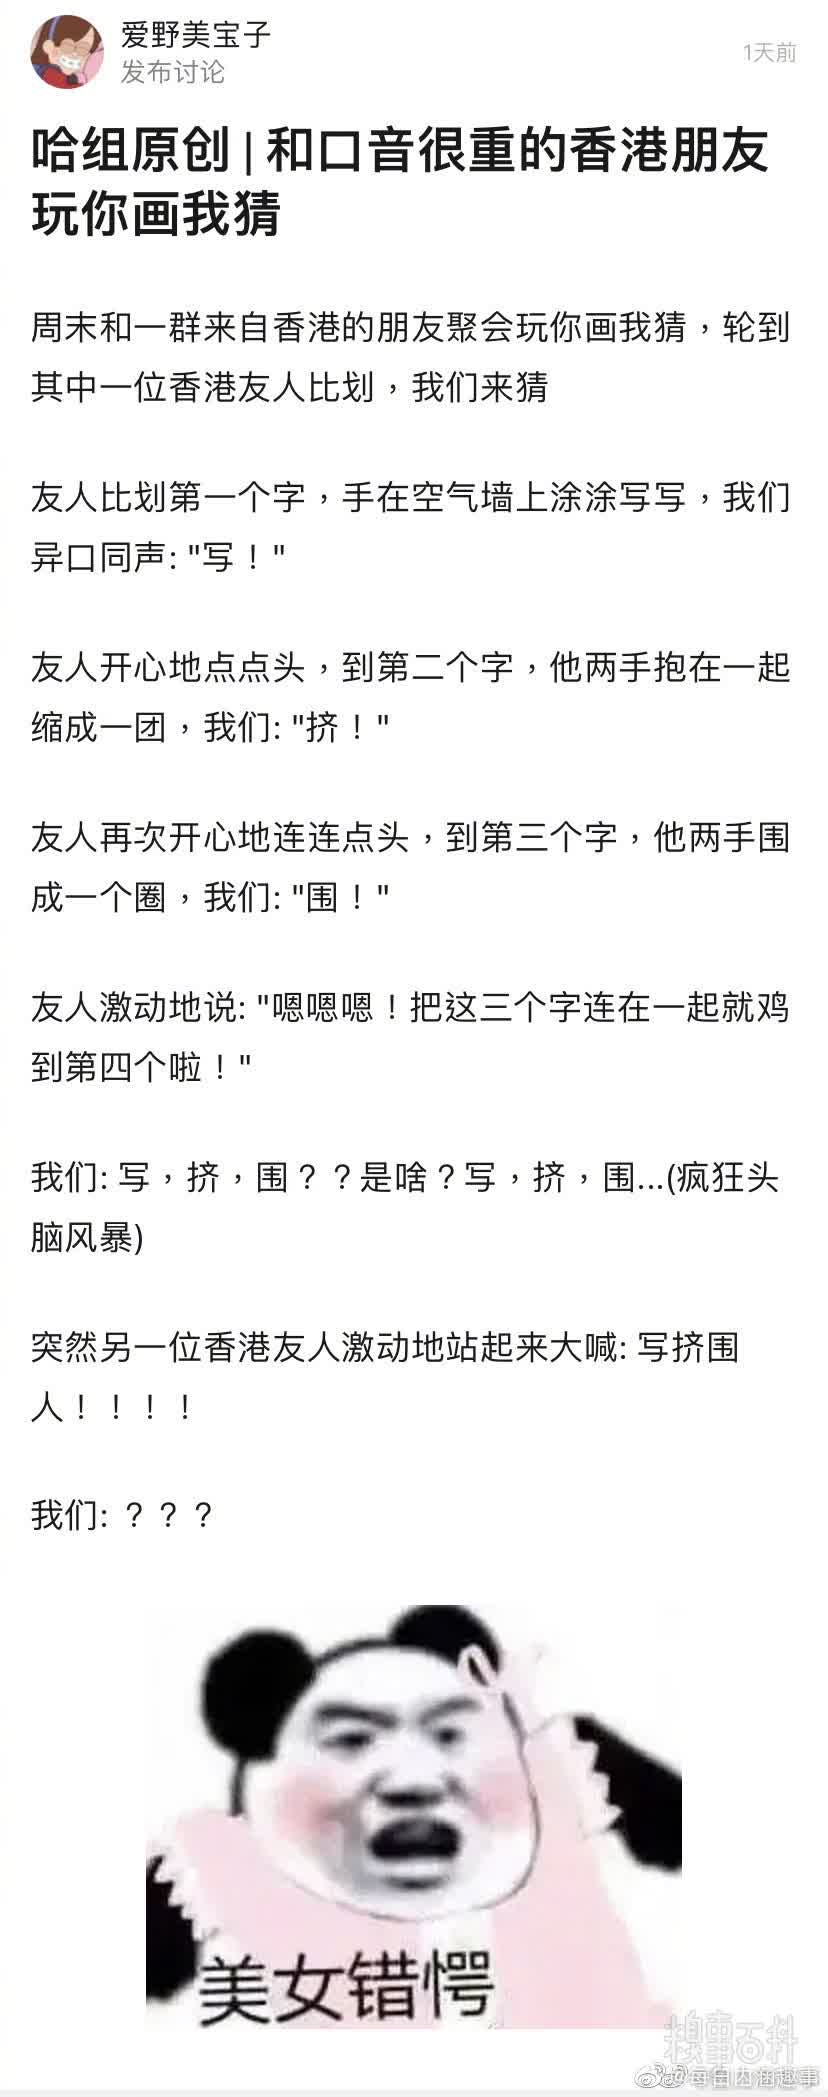 爱野美宝子
发布讨论
1天前
哈组原创 | 和口音很重的香港朋友
玩你画我猜
周末和一群来自香港的朋友聚会玩你画我猜，轮到
其中一位香港友人比划，我们来猜
友人比划第一个字，手在空气墙上涂涂写写，我们
异口同声: "写！"
友人开心地点点头，到第二个字，他两手抱在一起
缩成一团，我们: "挤！"
友人再次开心地连连点头，到第三个字，他两手围
成一个圈，我们: "围！"
友人激动地说: "嗯嗯嗯！把这三个字连在一起就鸡
到第四个啦！"
我们: 写，挤，围？？是啥？写，挤，围...(疯狂头
脑风暴)
突然另一位香港友人激动地站起来大喊: 写挤围
人！！！！
我们: ？？？
美女错愕
糗事百科
@每日内涵趣事